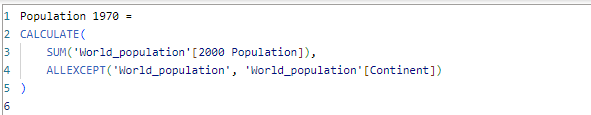 1 Population 1970 =
2 CALCULATE(
3     SUM('World_population'[2000 Population]),
4     ALLEXCEPT('World_population', 'World_population'[Continent])
5 )
6